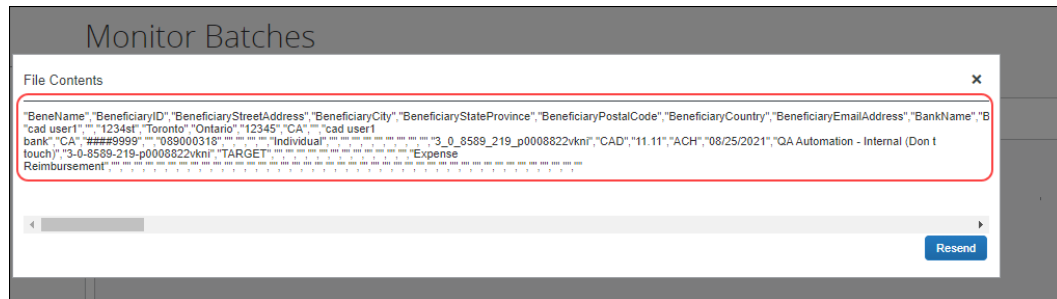 Monitor Batches
File Contents ×
"BeneName","BeneficiaryID","BeneficiaryStreetAddress","BeneficiaryCity","BeneficiaryStateProvince","BeneficiaryPostalCode","BeneficiaryCountry","BeneficiaryEmailAddress","BankName","B
"cad user1","","1234st","Toronto","Ontario","12345","CA","","cad user1
bank","CA","####9999","","089000318","","","","","Individual","","","","","","","","","","","3_0_8589_219_p0008822vkni","CAD","11.11","ACH","08/25/2021","QA Automation - Internal (Don t
touch)","3-0-8589-219-p0008822vkni","TARGET","","","","","","","","","","","","","","","Expense
Reimbursement","","","","","","","","","","","","","","","","","","","","","","","","","","","","","","","","","","","","","","","",""
Resend